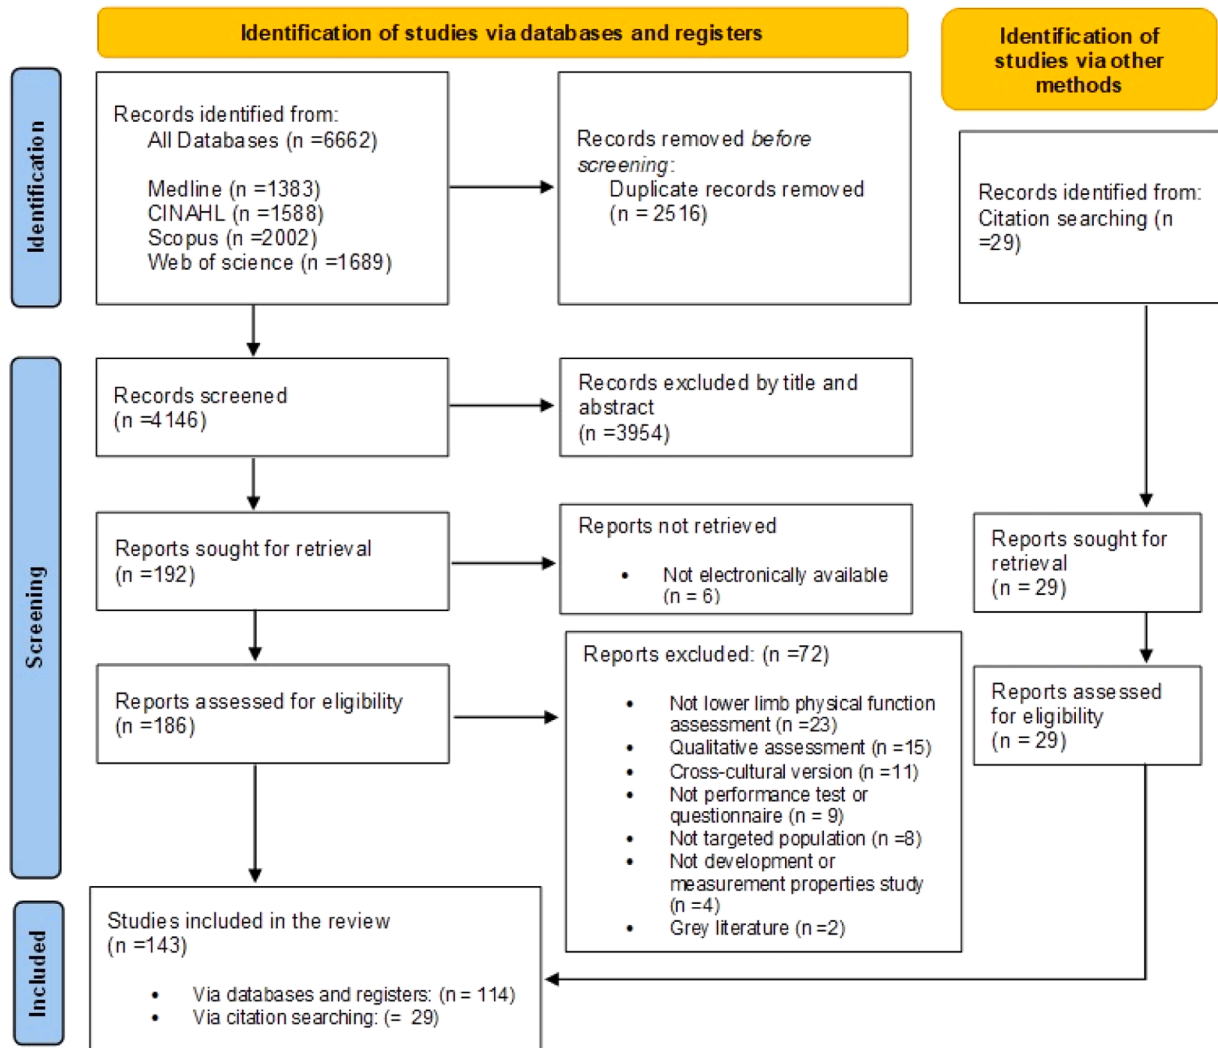 Identification of studies via databases and registers
Identification of
studies via other
methods
Identification
Records identified from:
All Databases (n =6662)
Medline (n =1383)
CINAHL (n =1588)
Scopus (n =2002)
Web of science (n =1689)
Records removed before
screening:
Duplicate records removed
(n = 2516)
Records identified from:
Citation searching (n
=29)
Screening
Records screened
(n =4146)
Records excluded by title and
abstract
(n =3954)
Reports sought for retrieval
(n =192)
Reports not retrieved
• Not electronically available
(n = 6)
Reports sought for
retrieval
(n = 29)
Reports assessed for eligibility
(n =186)
Reports excluded: (n =72)
• Not lower limb physical function
assessment (n =23)
• Qualitative assessment (n =15)
• Cross-cultural version (n =11)
• Not performance test or
questionnaire (n = 9)
• Not targeted population (n =8)
• Not development or
measurement properties study
(n =4)
• Grey literature (n =2)
Reports assessed
for eligibility
(n = 29)
Included
Studies included in the review
(n =143)
• Via databases and registers: (n = 114)
• Via citation searching: (= 29)